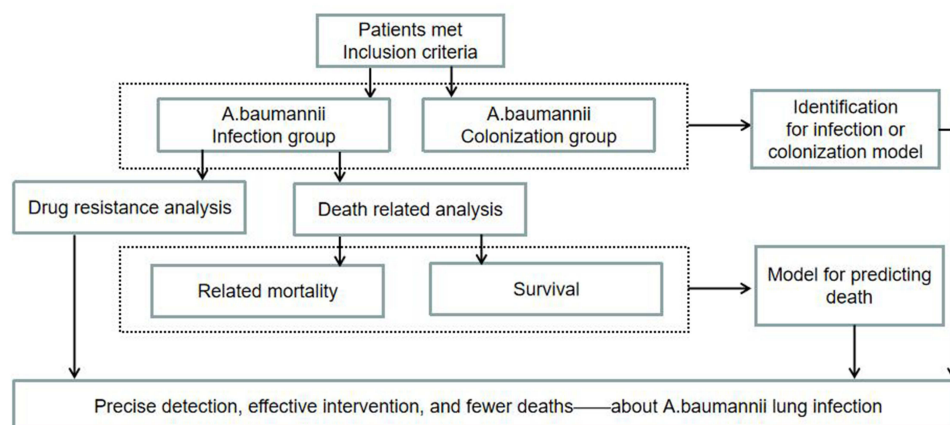 Patients met
Inclusion criteria
A.baumannii
Infection group
A.baumannii
Colonization group
Identification
for infection or
colonization model
Drug resistance analysis
Death related analysis
Related mortality
Survival
Model for predicting
death
Precise detection, effective intervention, and fewer deaths——about A.baumannii lung infection